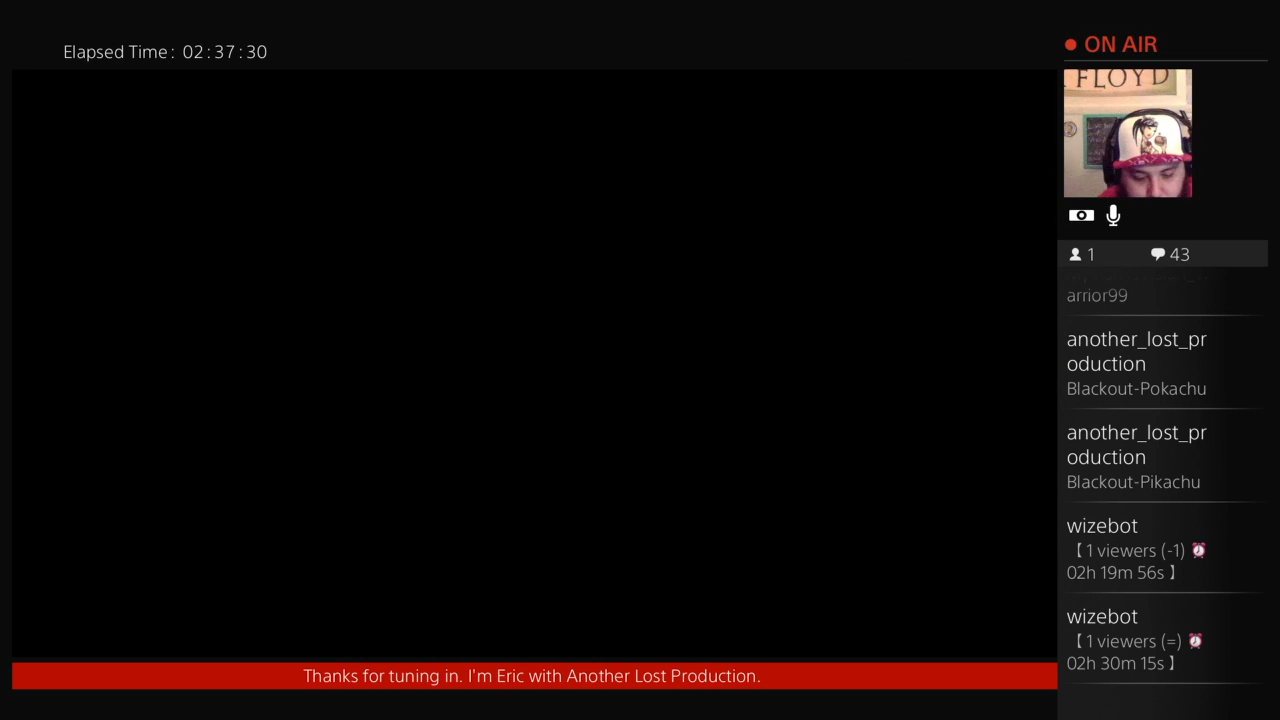 Elapsed Time: 02:37:30
ON AIR
FLOYD
1
43
arrior99
another_lost_pr
oduction
Blackout-Pokachu
another_lost_pr
oduction
Blackout-Pikachu
wizebot
【1 viewers (-1) ⏰
02h 19m 56s】
wizebot
【1 viewers (=) ⏰
02h 30m 15s】
Thanks for tuning in. I'm Eric with Another Lost Production.